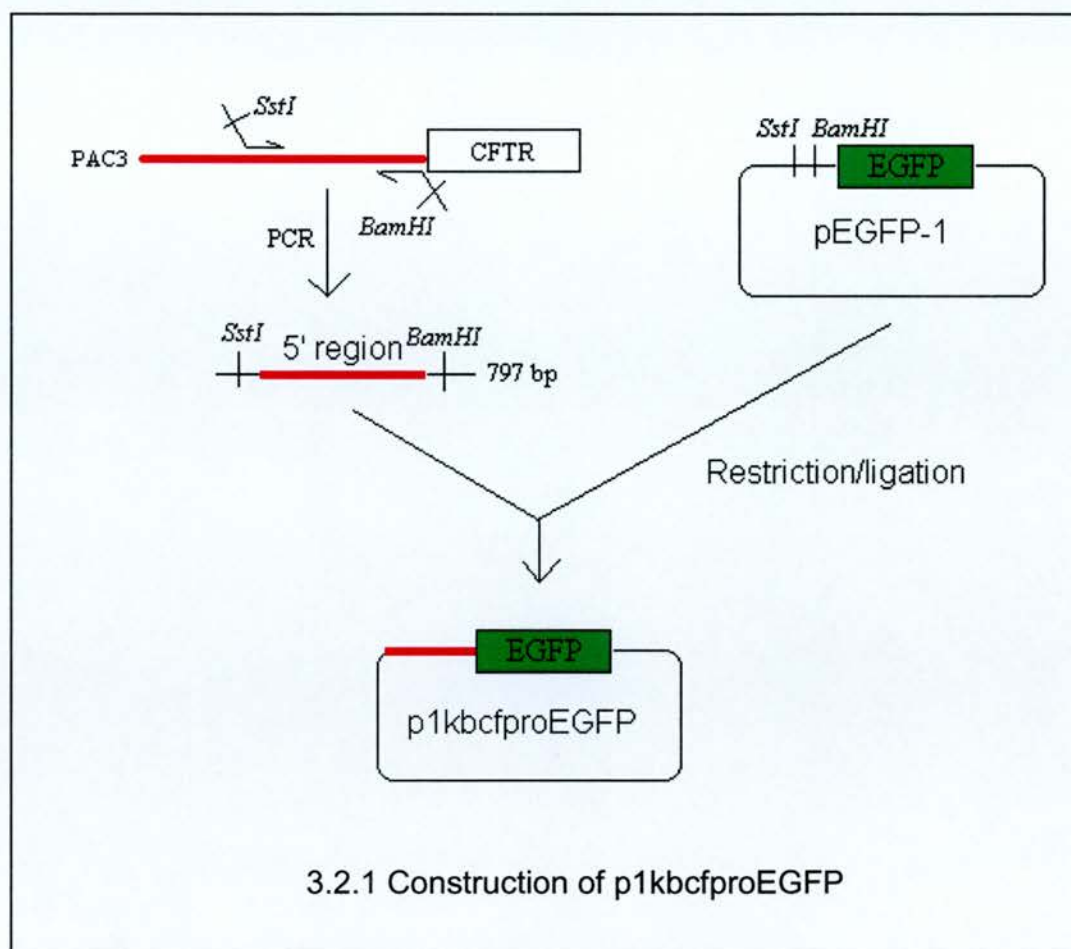 SstI
PAC3
CFTR
BamHI
PCR
SstI
5' region
BamHI
797 bp
SstI
BamHI
EGFP
pEGFP-1
Restriction/ligation
EGFP
p1kbcfproEGFP
3.2.1 Construction of p1kbcfproEGFP